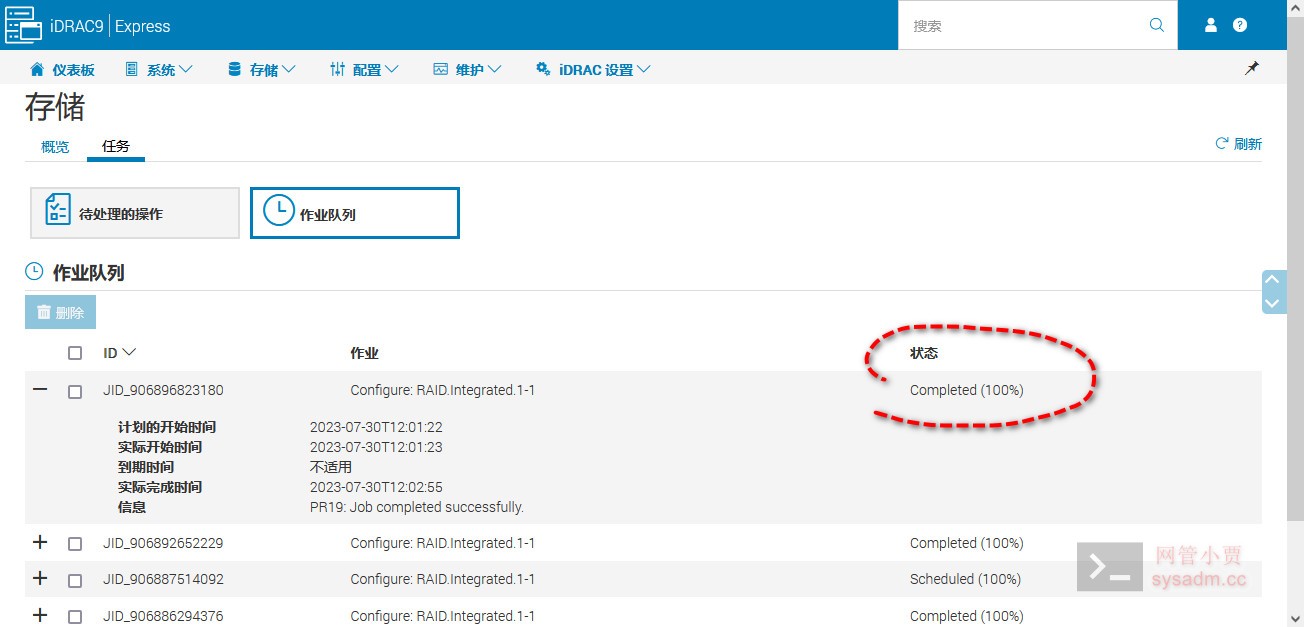 iDRAC9 | Express 搜索
仪表板 系统 存储 配置 维护 iDRAC 设置
存储
概览 任务 刷新
待处理的操作 作业队列
作业队列
删除
ID 作业 状态
JID_906896823180 Configure: RAID.Integrated.1-1 Completed (100%)
计划的开始时间 2023-07-30T12:01:22
实际开始时间 2023-07-30T12:01:23
到期时间 不适用
实际完成时间 2023-07-30T12:02:55
信息 PR19: Job completed successfully.
JID_906892652229 Configure: RAID.Integrated.1-1 Completed (100%)
JID_906887514092 Configure: RAID.Integrated.1-1 Scheduled (100%)
JID_906886294376 Configure: RAID.Integrated.1-1 Completed (100%)
网管小贾
sysadm.cc